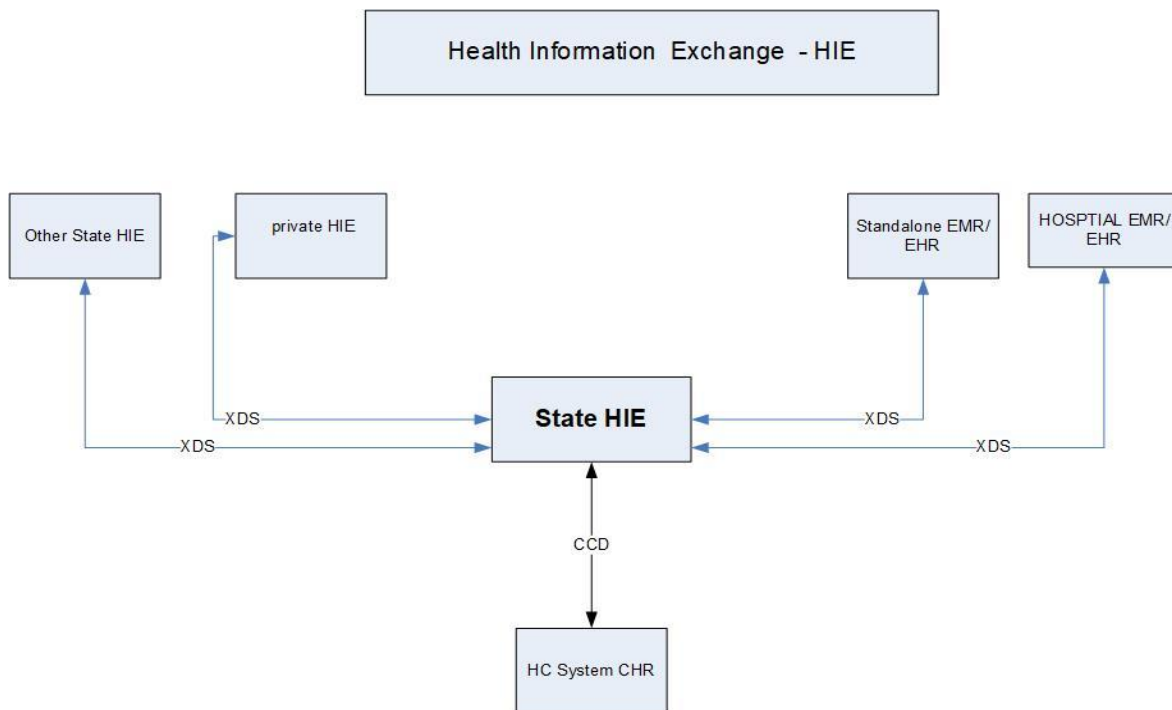 Health Information Exchange - HIE
Other State HIE
private HIE
Standalone EMR/
EHR
HOSPTIAL EMR/
EHR
State HIE
XDS
XDS
XDS
XDS
CCD
HC System CHR